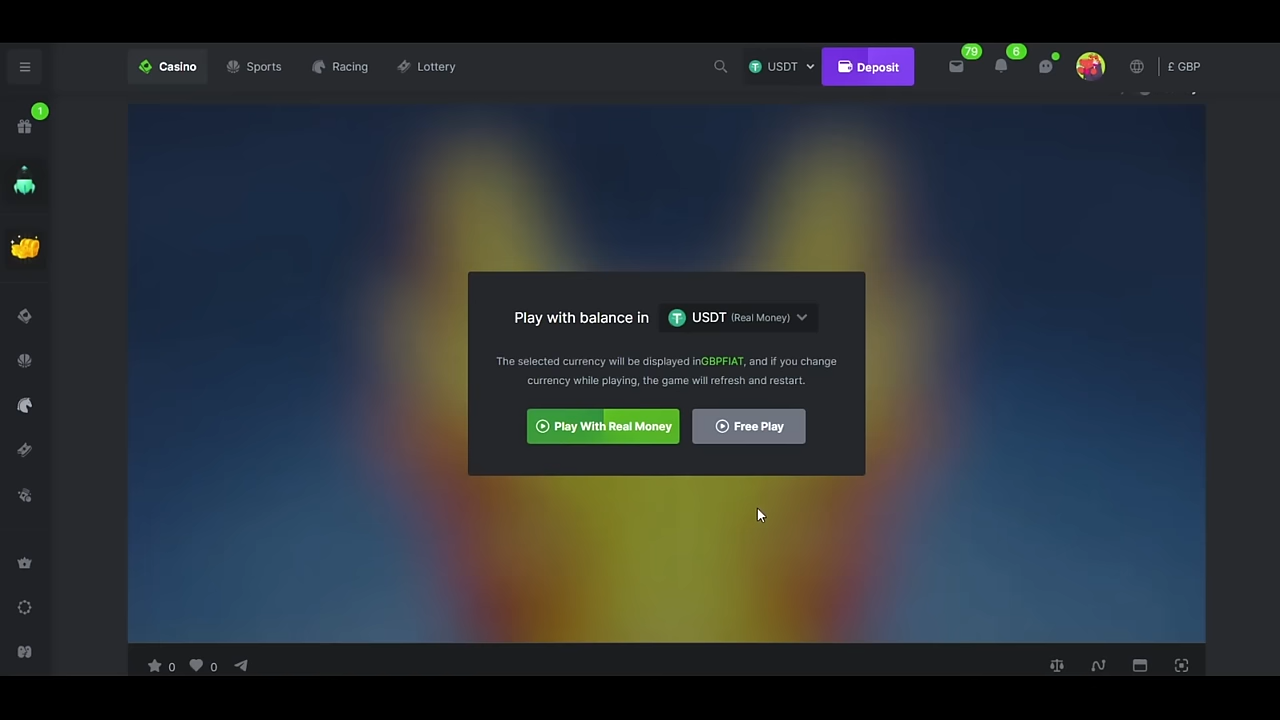 Casino Sports Racing Lottery USDT Deposit 79 6 £ GBP
1
Play with balance in USDT (Real Money)
The selected currency will be displayed inGBPFIAT, and if you change
currency while playing, the game will refresh and restart.
Play With Real Money Free Play
0 0